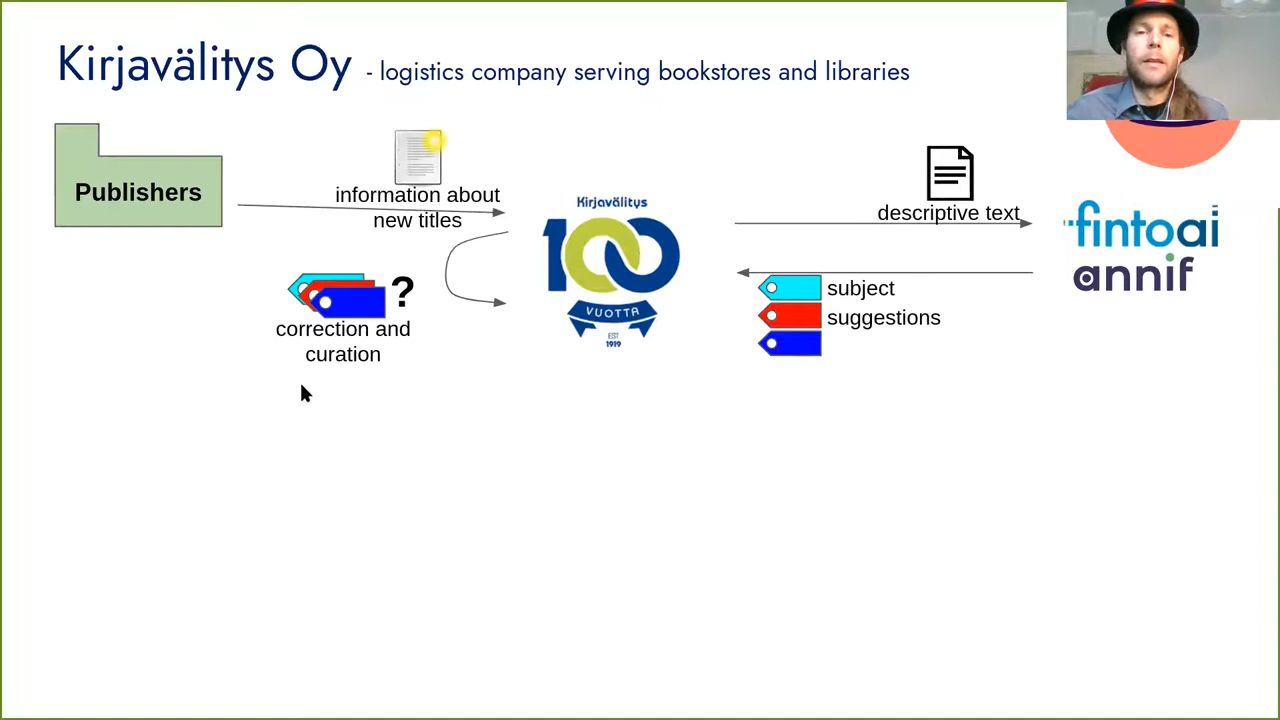 Kirjavälitys Oy - logistics company serving bookstores and libraries
Publishers
information about
new titles
?
correction and
curation
Kirjavälitys
100
VUOTTA
EST
1919
descriptive text
subject
suggestions
fintoai
annif